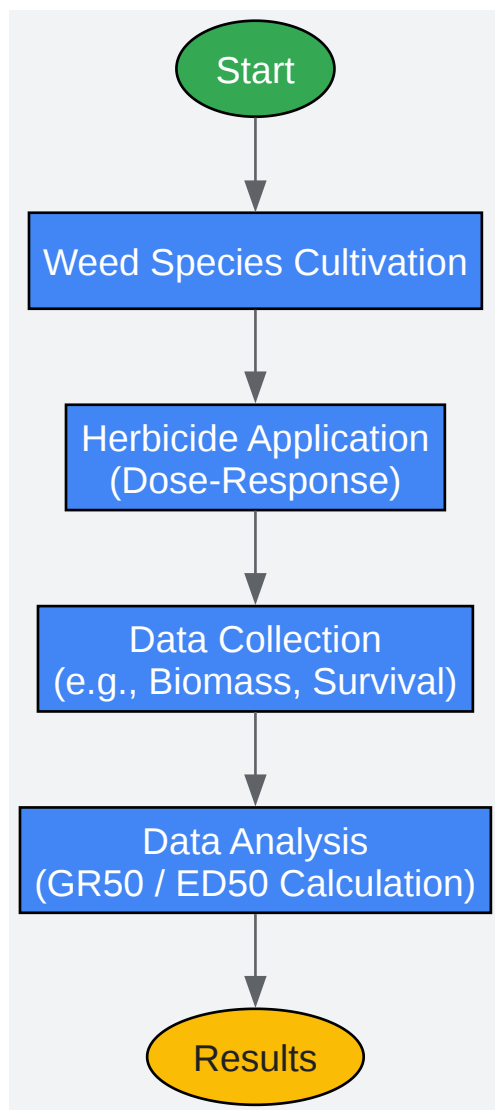 Start
Weed Species Cultivation
Herbicide Application
(Dose-Response)
Data Collection
(e.g., Biomass, Survival)
Data Analysis
(GR50 / ED50 Calculation)
Results